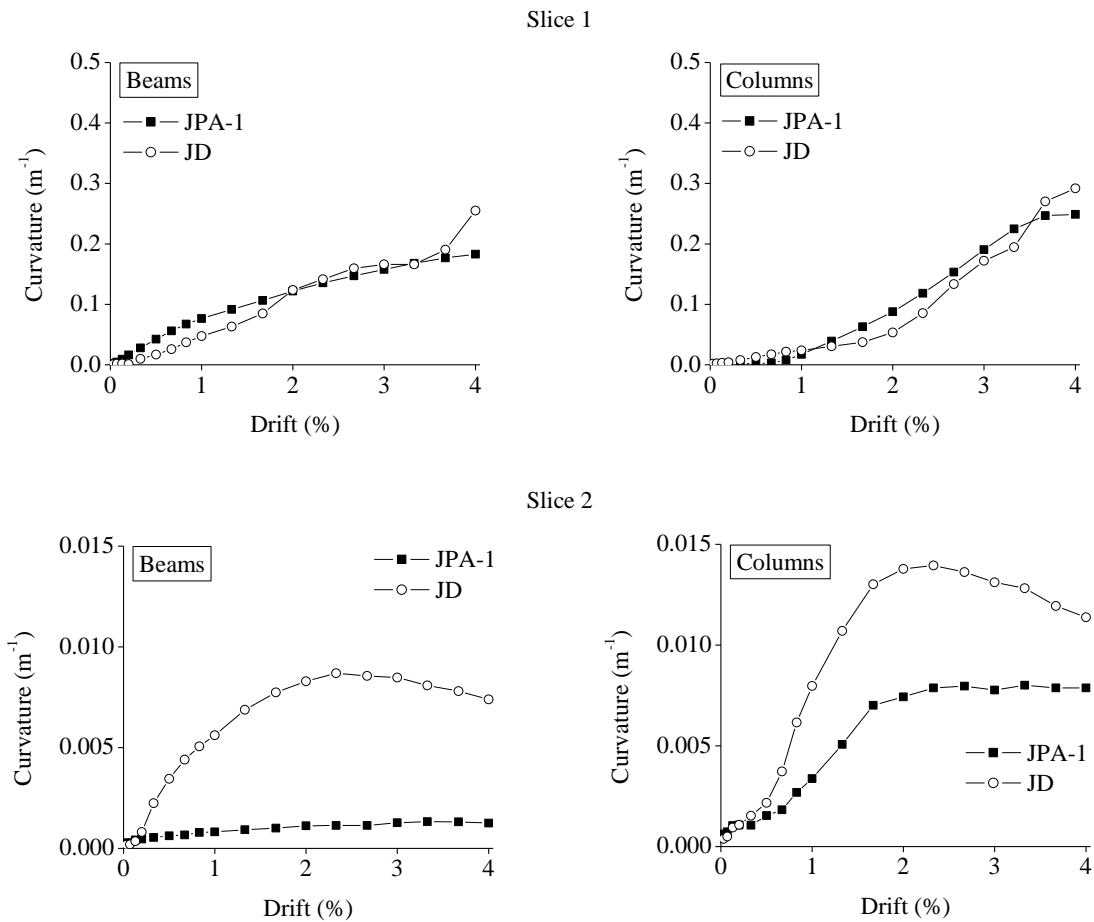 Slice 1
Beams
JPA-1
JD
Curvature (m-1)
0.5
0.4
0.3
0.2
0.1
0.0
0
1
2
3
4
Drift (%)
Columns
JPA-1
JD
Curvature (m-1)
0.5
0.4
0.3
0.2
0.1
0.0
0
1
2
3
4
Drift (%)
Slice 2
Beams
JPA-1
JD
Curvature (m-1)
0.015
0.010
0.005
0.000
0
1
2
3
4
Drift (%)
Columns
JPA-1
JD
Curvature (m-1)
0.015
0.010
0.005
0.000
0
1
2
3
4
Drift (%)